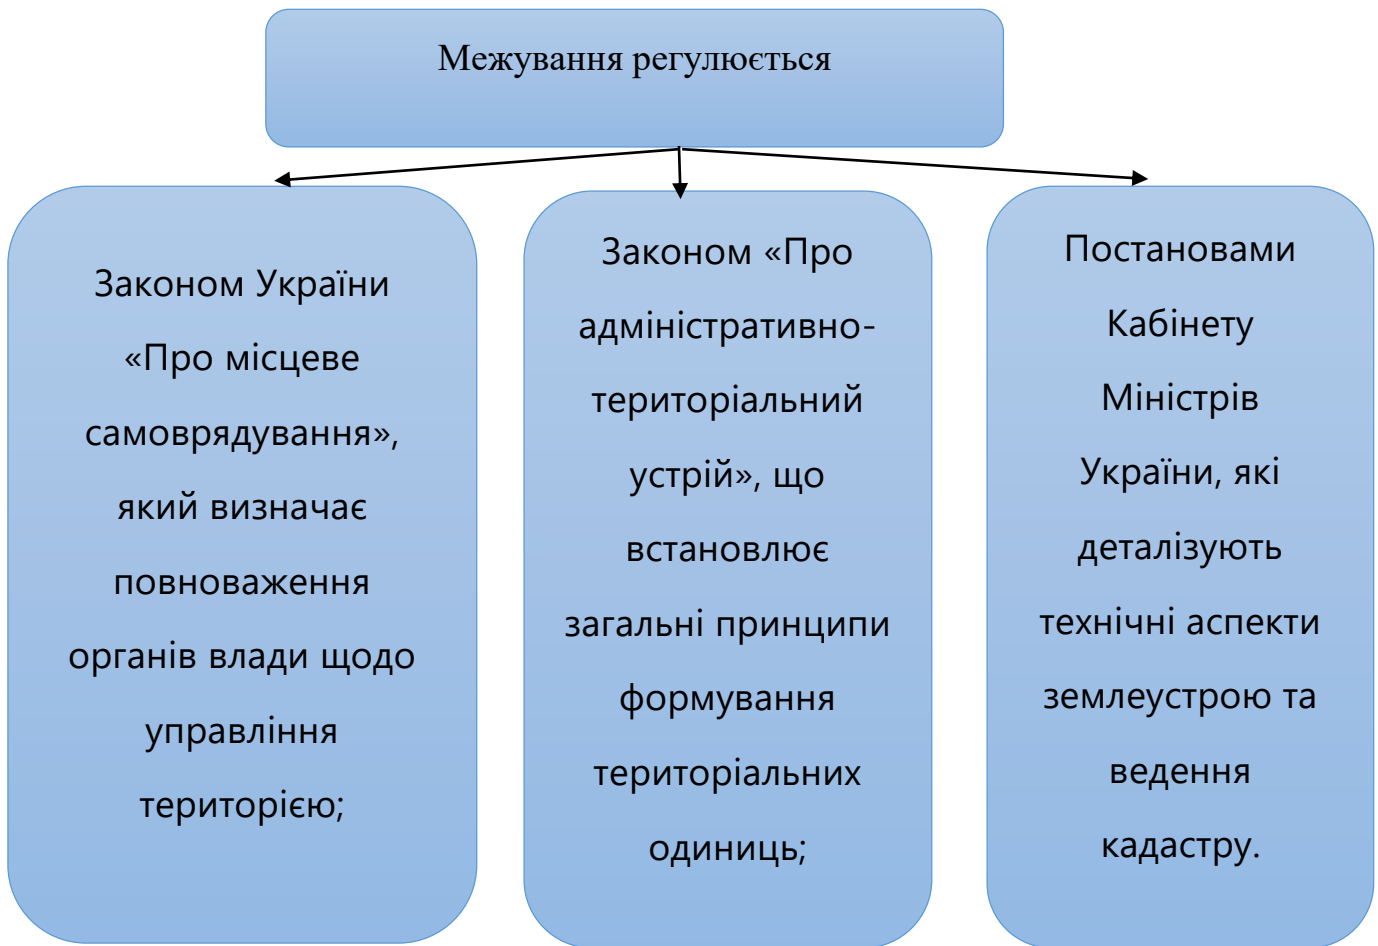 Межування регулюється
Законом України
«Про місцеве
самоврядування»,
який визначає
повноваження
органів влади щодо
управління
територією;
Законом «Про
адміністративно-
територіальний
устрій», що
встановлює
загальні принципи
формування
територіальних
одиниць;
Постановами
Кабінету
Міністрів
України, які
деталізують
технічні аспекти
землеустрою та
ведення
кадастру.